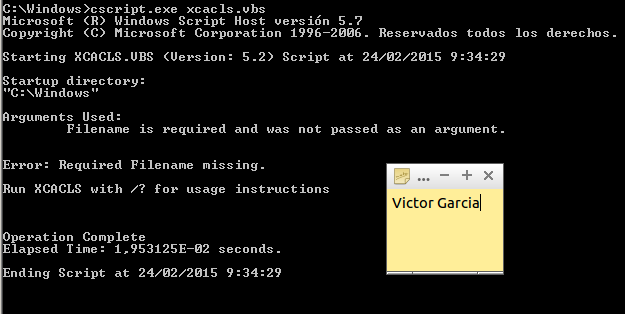 C:\Windows>cscript.exe xcacls.vbs
Microsoft (R) Windows Script Host versión 5.7
Copyright (C) Microsoft Corporation 1996-2006. Reservados todos los derechos.
Starting XCACLS.VBS (Version: 5.2) Script at 24/02/2015 9:34:29
Startup directory:
"C:\Windows"
Arguments Used:
Filename is required and was not passed as an argument.
Error: Required Filename missing.
Run XCACLS with /? for usage instructions
...
Victor Garcia
Operation Complete
Elapsed Time: 1,953125E-02 seconds.
Ending Script at 24/02/2015 9:34:29